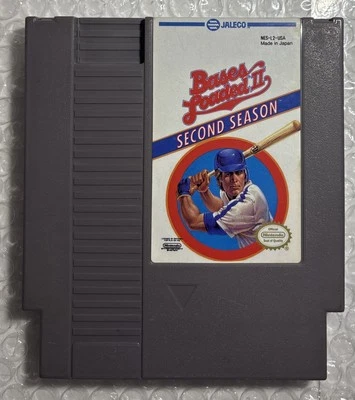 JALECO
NES-L2-USA
Made in Japan
Bases
Loaded II
SECOND SEASON
Official
Nintendo
Seal of Quality